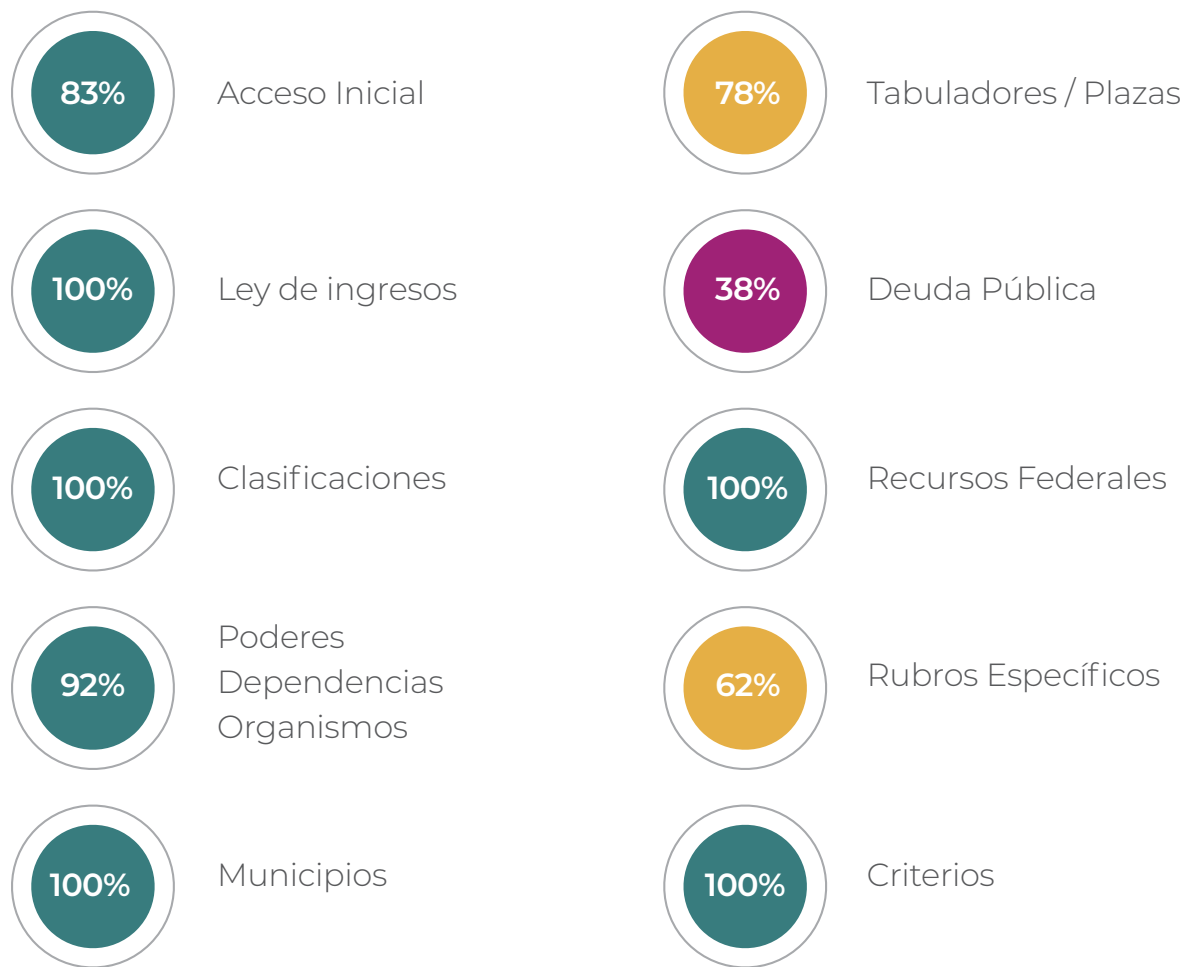 83%
Acceso Inicial
100%
Ley de ingresos
100%
Clasificaciones
92%
Poderes
Dependencias
Organismos
100%
Municipios
78%
Tabuladores / Plazas
38%
Deuda Pública
100%
Recursos Federales
62%
Rubros Específicos
100%
Criterios